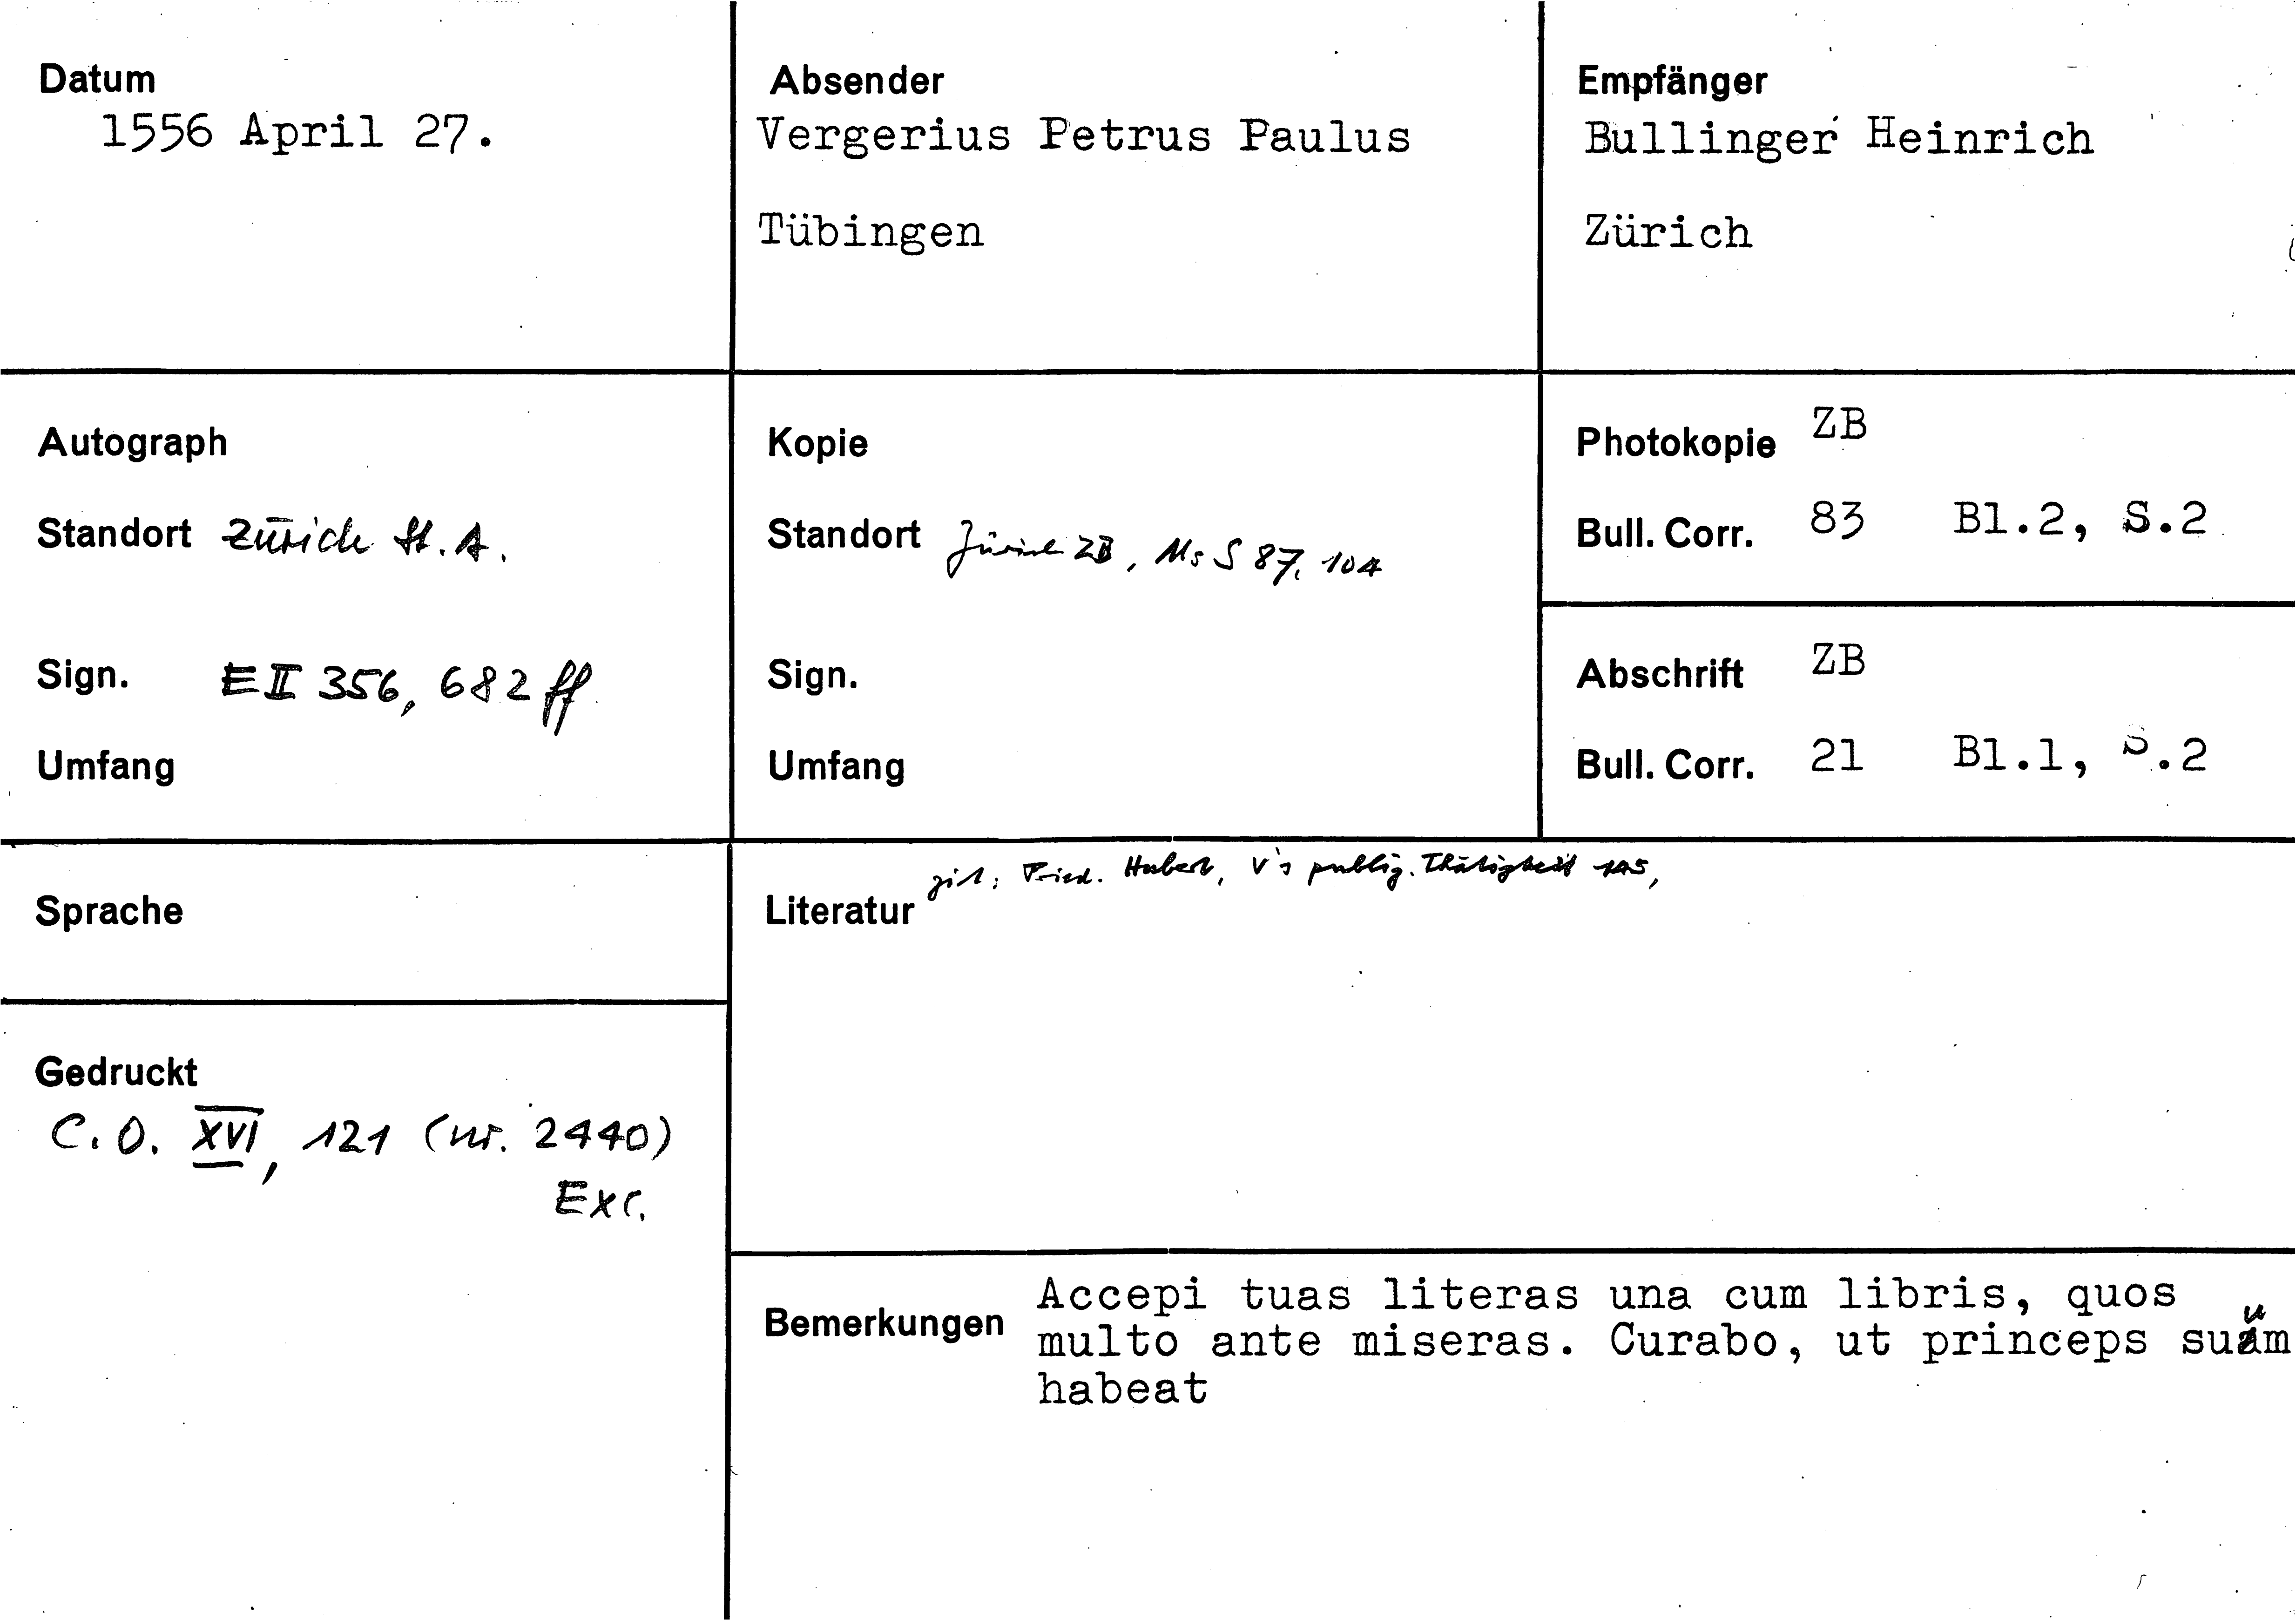 Datum
1556 April 27.
Absender
Vergerius Petrus Paulus
Tübingen
Empfänger
Bullinger Heinrich
Zürich
Autograph
Standort Zürich St. A.
Sign. E II 356, 682 ff.
Umfang
Kopie
Standort Zürich ZB, Ms S 87, 104
Sign.
Umfang
Photokopie ZB
Bull. Corr. 83 Bl.2, S.2
Abschrift ZB
Bull. Corr. 21 Bl.1, S.2
Sprache
Literatur zit: Fried. Hubert, V's publiz. Thätigkeit 145,
Gedruckt
C. O. XVI, 121 (nr. 2440)
Exc.
Bemerkungen Accepi tuas literas una cum libris, quos
multo ante miseras. Curabo, ut princeps suum
habeat